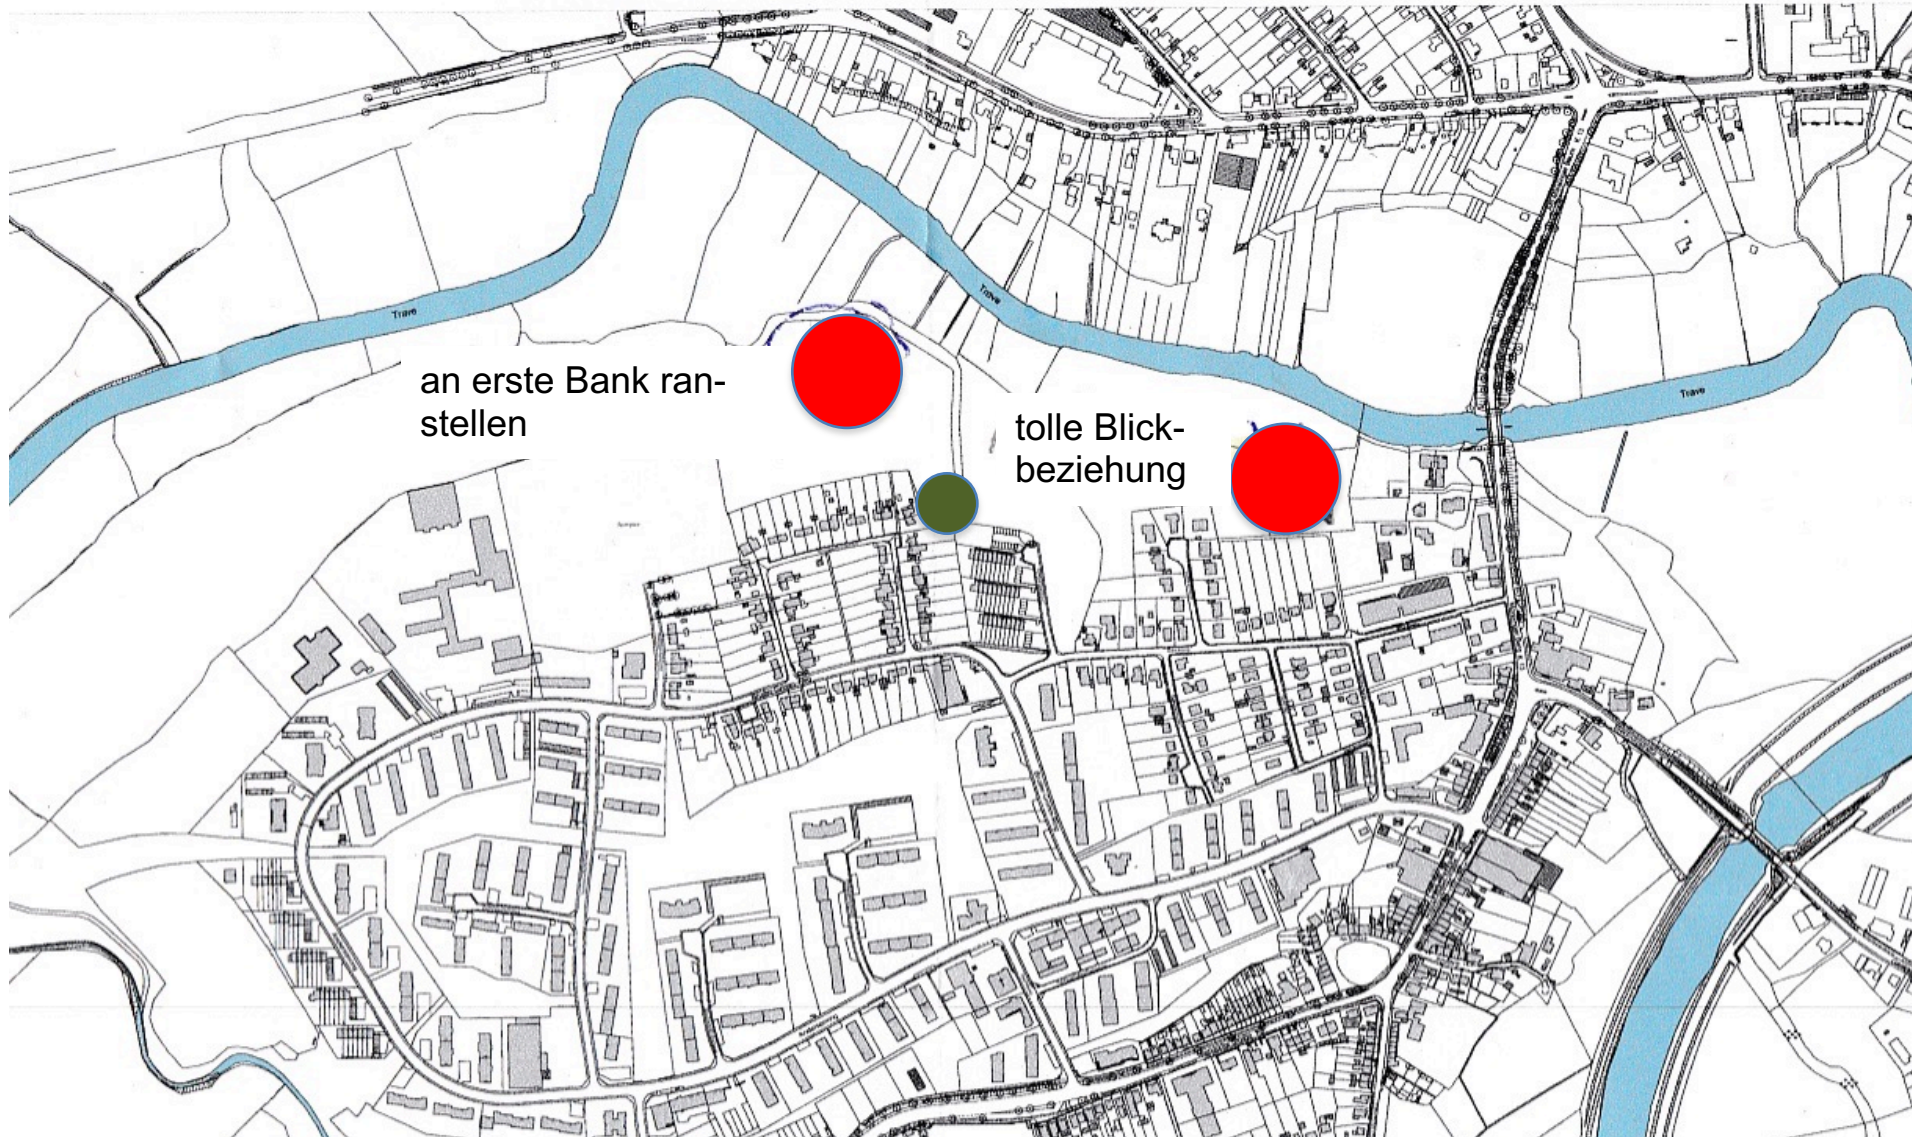 Trave
Trave
Trave
an erste Bank ran-
stellen
tolle Blick-
beziehung